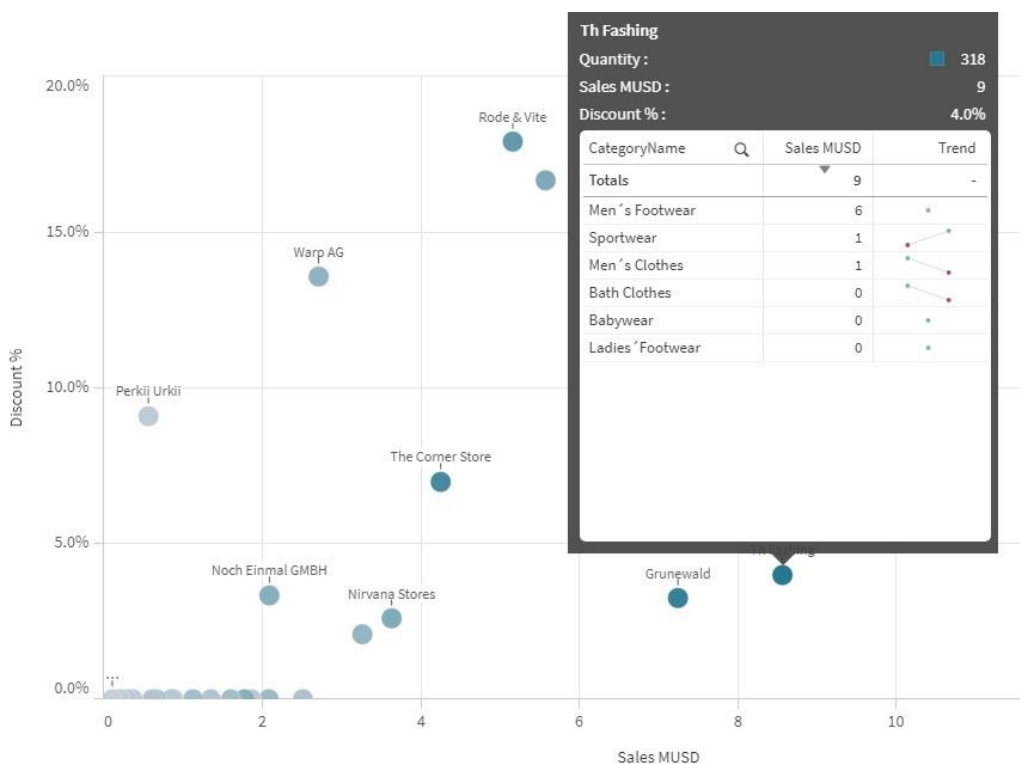 Th Fashing
Quantity : 318
Sales MUSD : 9
Discount % : 4.0%
CategoryName Sales MUSD Trend
Totals 9 -
Men´s Footwear 6
Sportwear 1
Men´s Clothes 1
Bath Clothes 0
Babywear 0
Ladies´Footwear 0
20.0%
Rode & Vite
15.0%
Warp AG
Discount %
10.0%
Perkii Urkii
The Corner Store
5.0%
Th Fashing
Noch Einmal GMBH
Grunewald
Nirvana Stores
...
0.0%
0 2 4 6 8 10
Sales MUSD